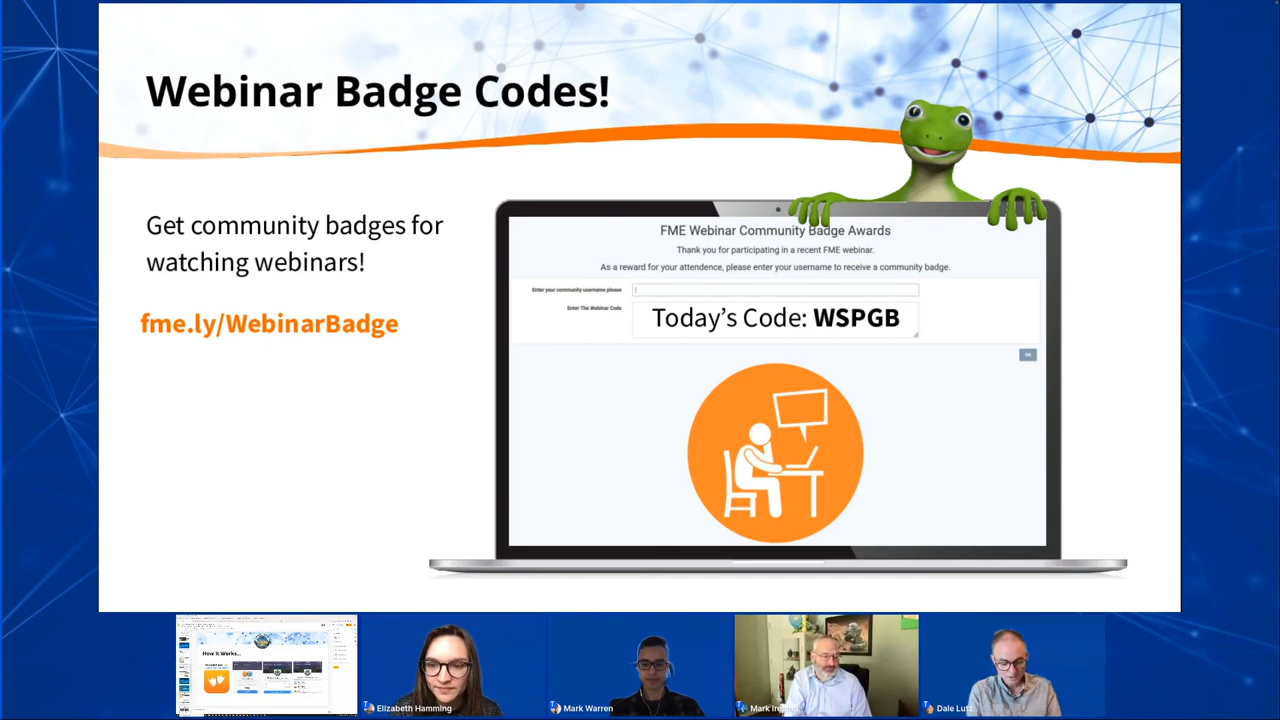 Webinar Badge Codes!
Get community badges for
watching webinars!
fme.ly/WebinarBadge
FME Webinar Community Badge Awards
Thank you for participating in a recent FME webinar.
As a reward for your attendence, please enter your username to receive a community badge.
Enter your community username please
Enter The Webinar Code
Today's Code: WSPGB
How It Works...
Elizabeth Hamming
Mark Warren
Mark
Dale Lutz